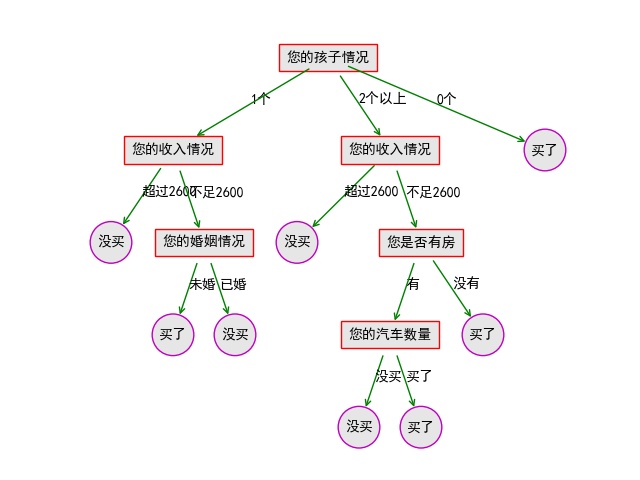 您的孩子情况
1个
2个以上
0个
您的收入情况
您的收入情况
买了
超过2600
不足2600
超过2600
不足2600
没买
您的婚姻情况
没买
您是否有房
未婚
已婚
有
没有
买了
没买
您的汽车数量
买了
没买
买了
没买
买了